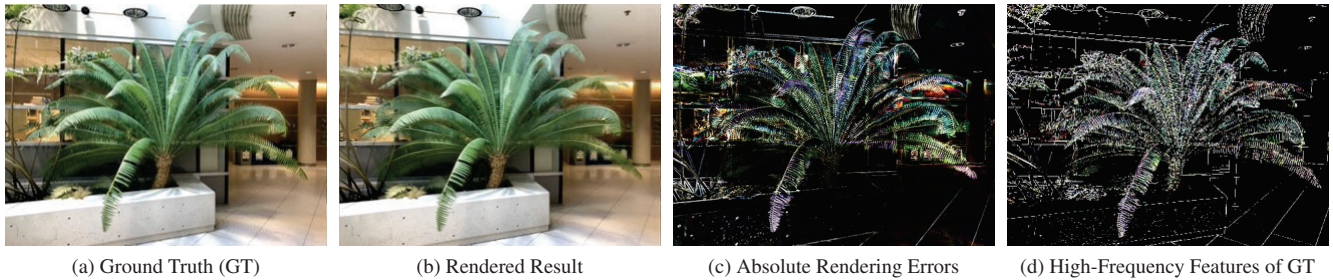 (a) Ground Truth (GT)
(b) Rendered Result
(c) Absolute Rendering Errors
(d) High-Frequency Features of GT